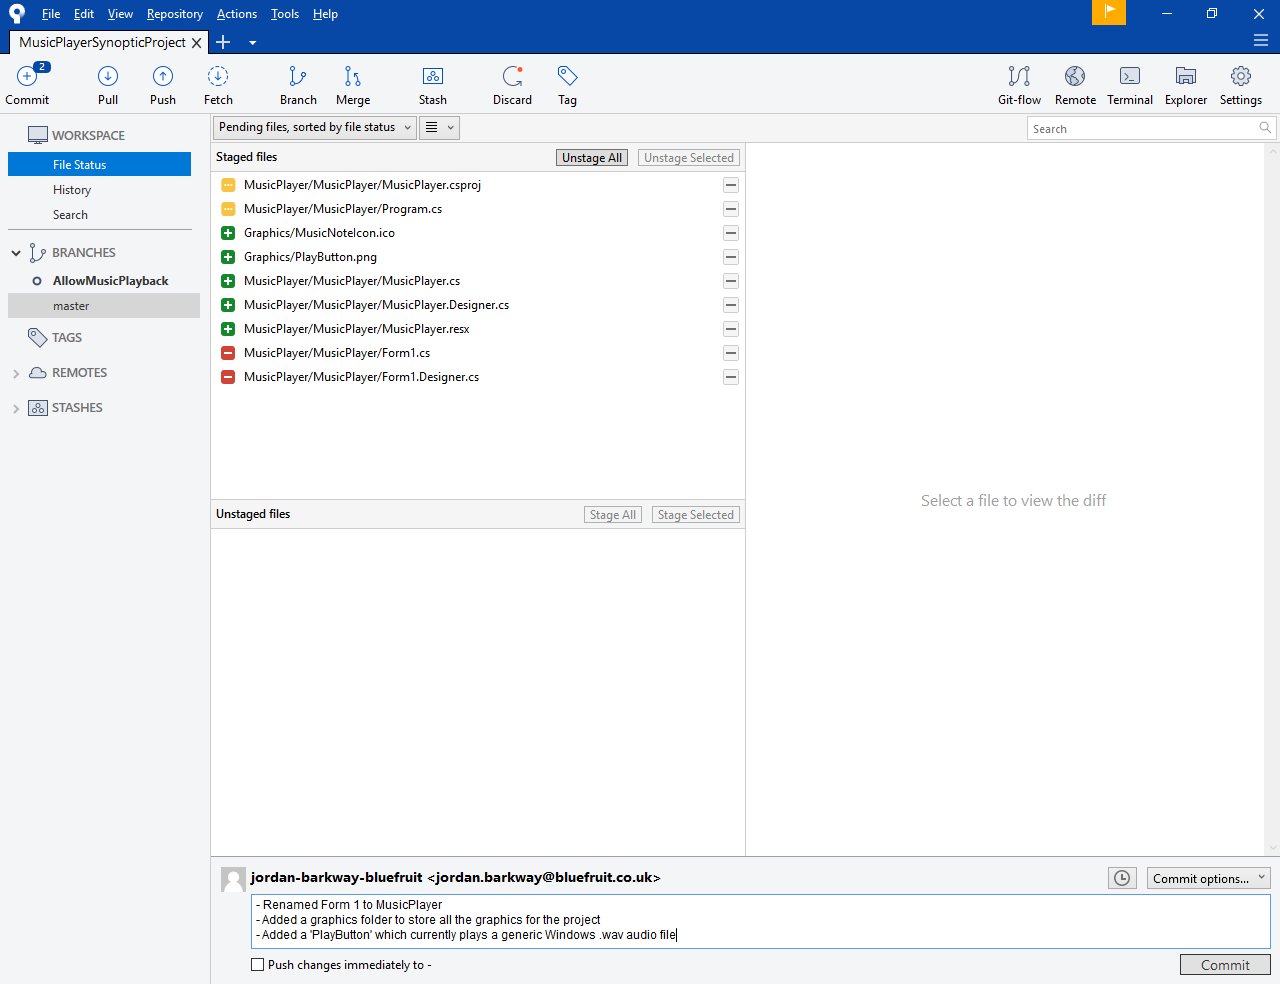 File Edit View Repository Actions Tools Help
MusicPlayerSynopticProject
2
Commit Pull Push Fetch Branch Merge Stash Discard Tag Git-flow Remote Terminal Explorer Settings
WORKSPACE
File Status
History
Search
BRANCHES
AllowMusicPlayback
master
TAGS
REMOTES
STASHES
Pending files, sorted by file status
Search
Staged files Unstage All Unstage Selected
MusicPlayer/MusicPlayer/MusicPlayer.csproj
MusicPlayer/MusicPlayer/Program.cs
Graphics/MusicNoteIcon.ico
Graphics/PlayButton.png
MusicPlayer/MusicPlayer/MusicPlayer.cs
MusicPlayer/MusicPlayer/MusicPlayer.Designer.cs
MusicPlayer/MusicPlayer/MusicPlayer.resx
MusicPlayer/MusicPlayer/Form1.cs
MusicPlayer/MusicPlayer/Form1.Designer.cs
Unstaged files Stage All Stage Selected
Select a file to view the diff
jordan-barkway-bluefruit <jordan.barkway@bluefruit.co.uk>
Commit options...
- Renamed Form 1 to MusicPlayer
- Added a graphics folder to store all the graphics for the project
- Added a 'PlayButton' which currently plays a generic Windows .wav audio file
Push changes immediately to -
Commit